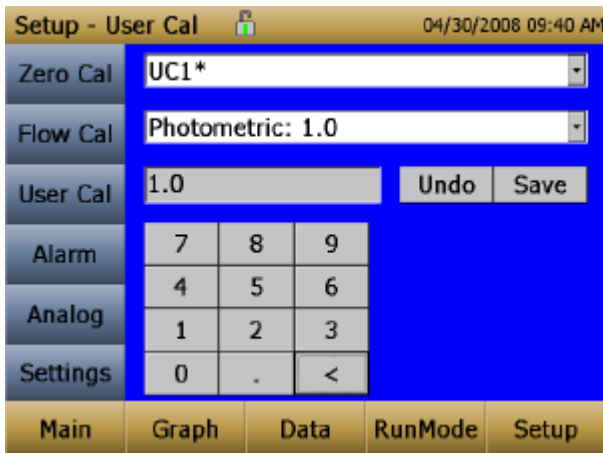 Setup - User Cal 04/30/2008 09:40 AM
Zero Cal UC1*
Flow Cal Photometric: 1.0
User Cal 1.0 Undo Save
Alarm 7 8 9
4 5 6
Analog 1 2 3
Settings 0 . <
Main Graph Data RunMode Setup